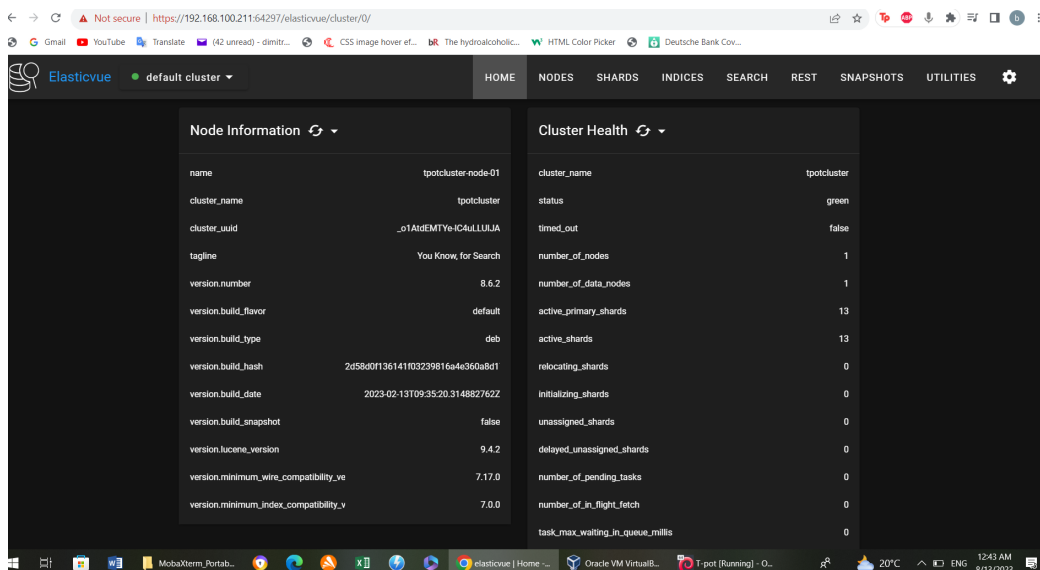 Not secure | https://192.168.100.211:64297/elasticvue/cluster/0/
Gmail YouTube Translate (42 unread) - dimitr... CSS image hover ef... bR The hydroalcoholic... HTML Color Picker Deutsche Bank Cov...
Elasticvue default cluster HOME NODES SHARDS INDICES SEARCH REST SNAPSHOTS UTILITIES
Node Information
name tpotcluster-node-01
cluster_name tpotcluster
cluster_uuid _o1AtdEMTYe-IC4uLLUIJA
tagline You Know, for Search
version.number 8.6.2
version.build_flavor default
version.build_type deb
version.build_hash 2d58d0f136141f03239816a4e360a8d1
version.build_date 2023-02-13T09:35:20.314882762Z
version.build_snapshot false
version.lucene_version 9.4.2
version.minimum_wire_compatibility_ve 7.17.0
version.minimum_index_compatibility_v 7.0.0
Cluster Health
cluster_name tpotcluster
status green
timed_out false
number_of_nodes 1
number_of_data_nodes 1
active_primary_shards 13
active_shards 13
relocating_shards 0
initializing_shards 0
unassigned_shards 0
delayed_unassigned_shards 0
number_of_pending_tasks 0
number_of_in_flight_fetch 0
task_max_waiting_in_queue_millis 0
MobaXterm_Portab... elasticvue | Home -... Oracle VM VirtualB... T-pot [Running] - O... 20°C ENG 12:43 AM
8/13/2023